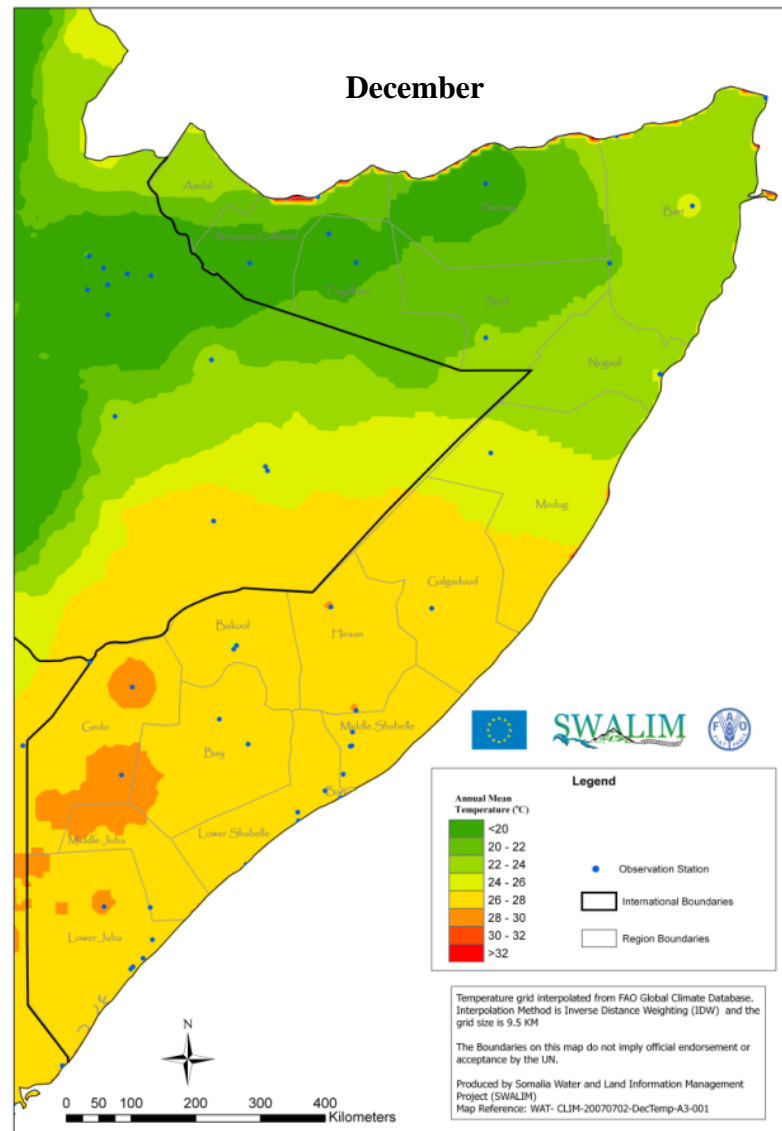 December
Awdal
Sanaag
Bari
Woqooyi Galbeed
Togdheer
Sool
Nugaal
Mudug
Galgaduud
Bakool
Hiraan
Gedo
Bay
Middle Shabelle
Middle Juba
Lower Shabelle
Lower Juba
SWALIM
FAO
FIAT PANIS
Legend
Annual Mean
Temperature (°C)
<20
20 - 22
22 - 24
24 - 26
26 - 28
28 - 30
30 - 32
>32
Observation Station
International Boundaries
Region Boundaries
Temperature grid interpolated from FAO Global Climate Database.
Interpolation Method is Inverse Distance Weighting (IDW) and the
grid size is 9.5 KM
The Boundaries on this map do not imply official endorsement or
acceptance by the UN.
Produced by Somalia Water and Land Information Management
Project (SWALIM)
Map Reference: WAT- CLIM-20070702-DecTemp-A3-001
N
0 50 100 200 300 400
Kilometers